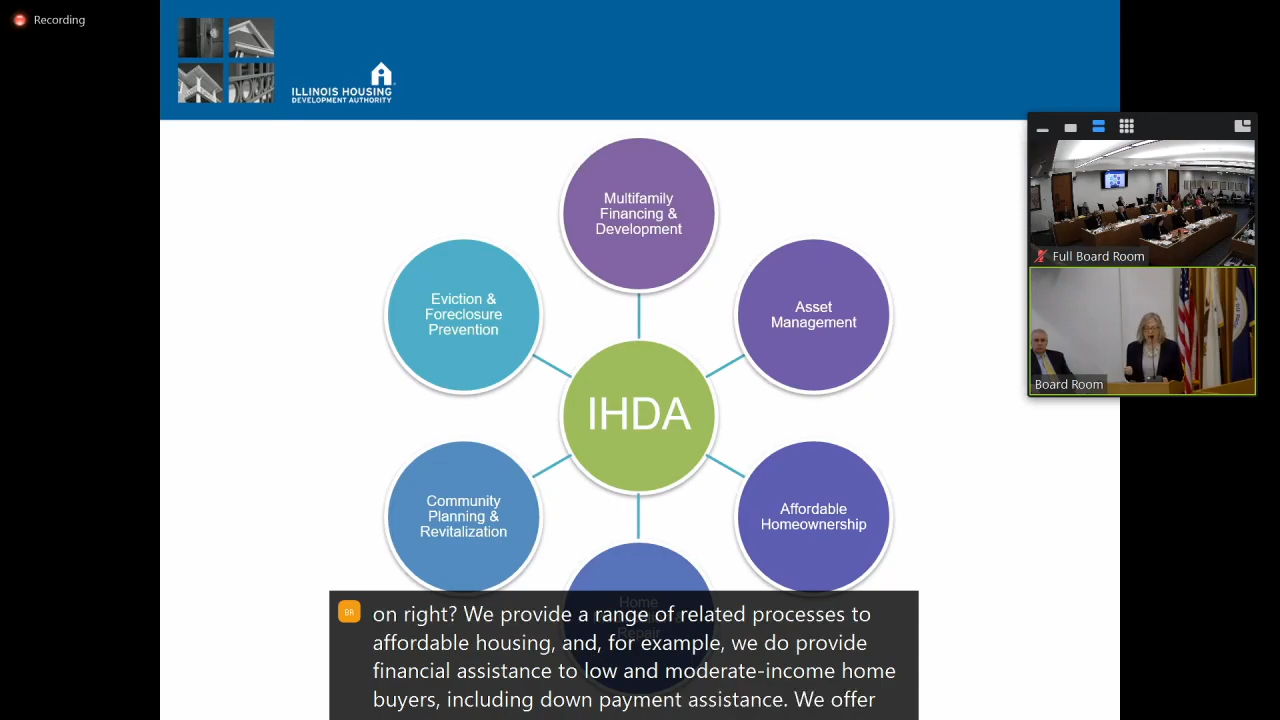 Recording
ILLINOIS HOUSING
DEVELOPMENT AUTHORITY
Multifamily
Financing &
Development
Eviction &
Foreclosure
Prevention
Asset
Management
IHDA
Community
Planning &
Revitalization
Affordable
Homeownership
Home
Repair
Full Board Room
Board Room
BR
on right? We provide a range of related processes to
affordable housing, and, for example, we do provide
financial assistance to low and moderate-income home
buyers, including down payment assistance. We offer